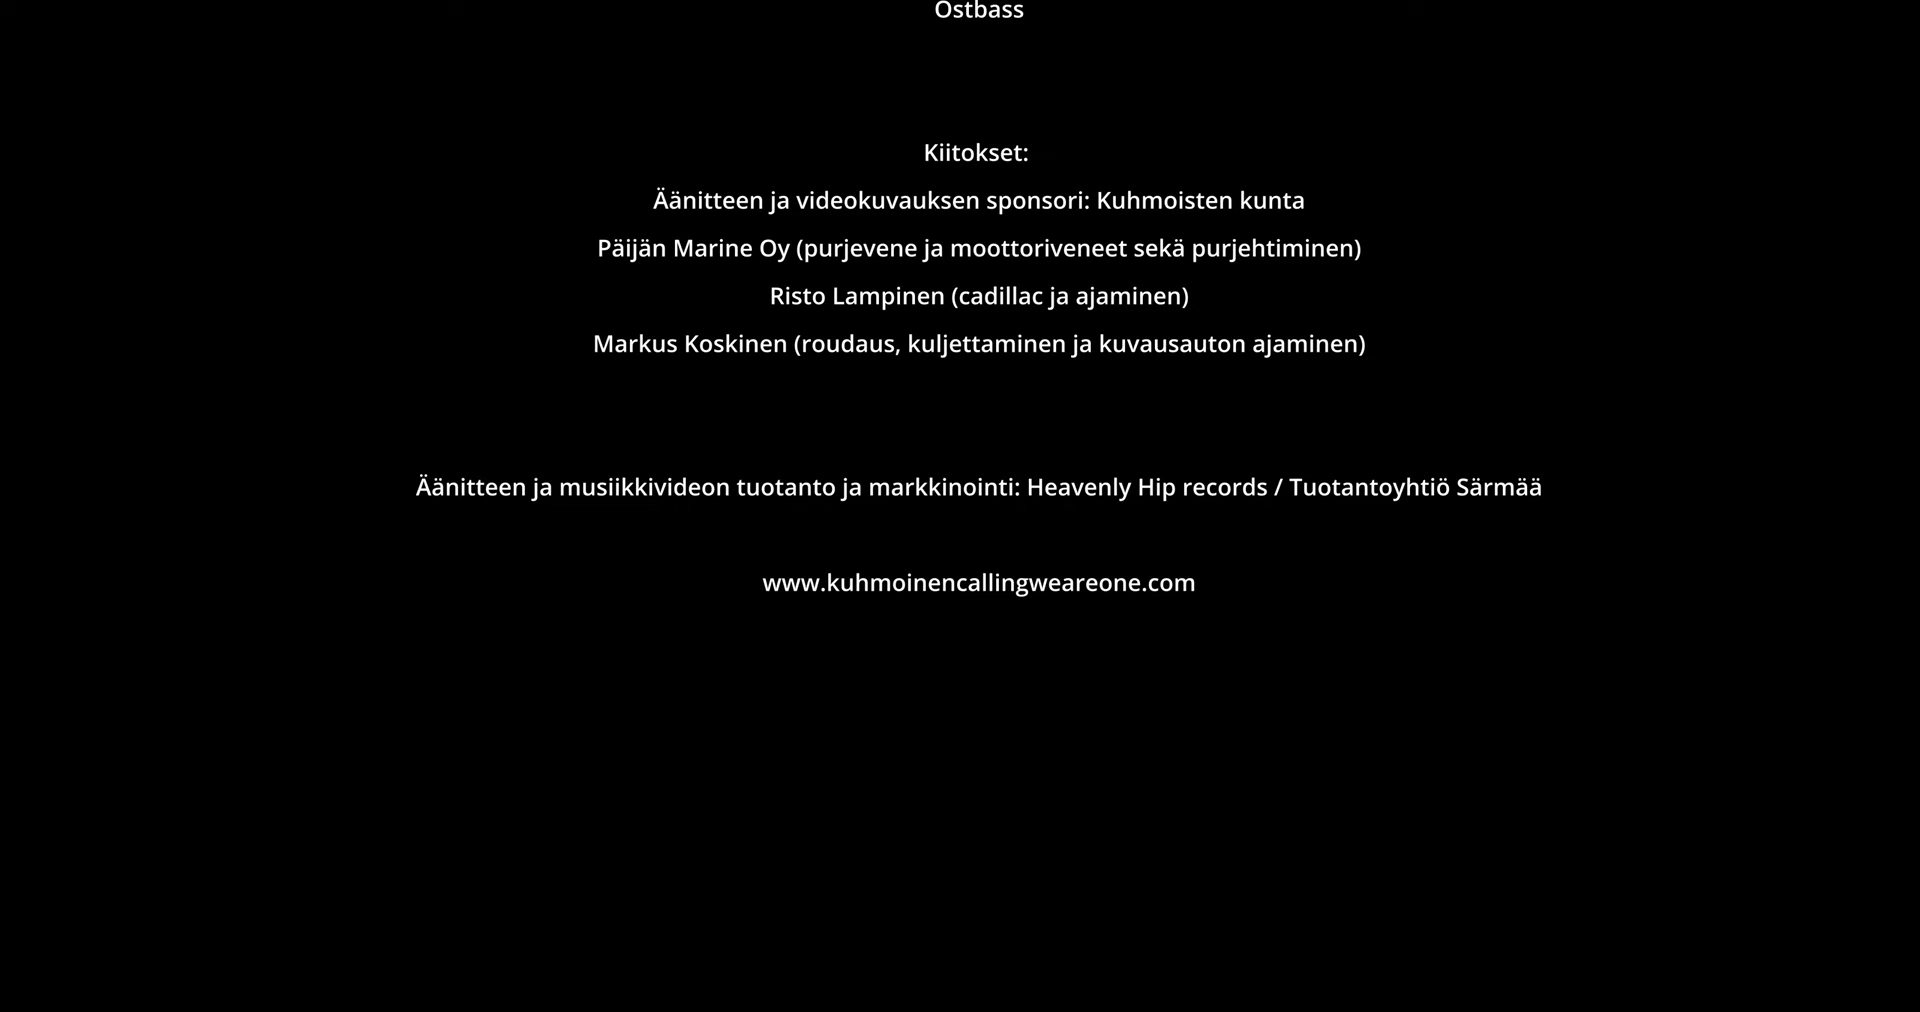 Ostbass
Kiitokset:
Äänitteen ja videokuvauksen sponsori: Kuhmoisten kunta
Päijän Marine Oy (purjevene ja moottoriveneet sekä purjehtiminen)
Risto Lampinen (cadillac ja ajaminen)
Markus Koskinen (roudaus, kuljettaminen ja kuvausauton ajaminen)
Äänitteen ja musiikkivideon tuotanto ja markkinointi: Heavenly Hip records / Tuotantoyhtiö Särmää
www.kuhmoinencallingweareone.com